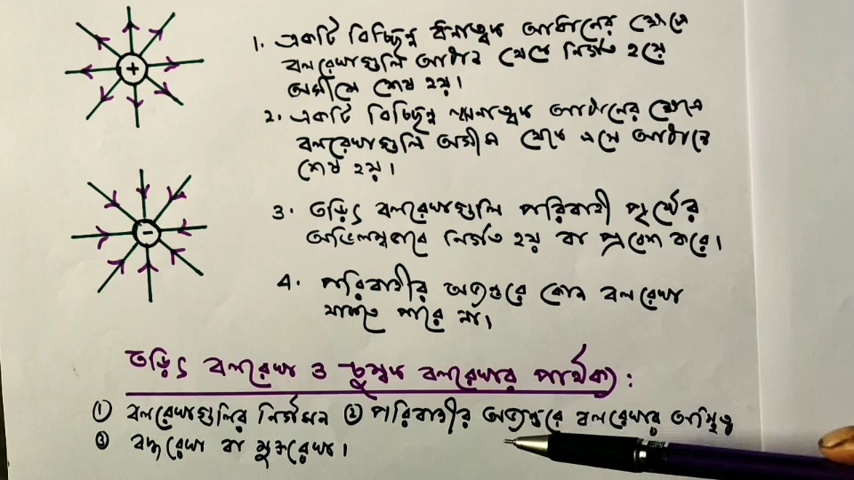 +
1. একটি বিচ্ছিন্ন ধনাত্মক আধানের ক্ষেত্রে
বলরেখাগুলি আধান থেকে নির্গত হয়ে
অসীমে শেষ হয়।
2. একটি বিচ্ছিন্ন ঋনাত্মক আধানের ক্ষেত্রে
বলরেখাগুলি অসীম থেকে এসে আধানে
শেষ হয়।
-
3. তড়িৎ বলরেখাগুলি পরিবাহী পৃষ্ঠের
অভিলম্বভাবে নির্গত হয় বা প্রবেশ করে।
4. পরিবাহীর অভ্যন্তরে কোন বলরেখা
থাকতে পারে না।
তড়িৎ বলরেখা ও চুম্বক বলরেখার পার্থক্য:
① বলরেখাগুলির নির্গমন ② পরিবাহীর অভ্যন্তরে বলরেখার অস্তিত্ব
③ বদ্ধরেখা বা মুক্তরেখা।